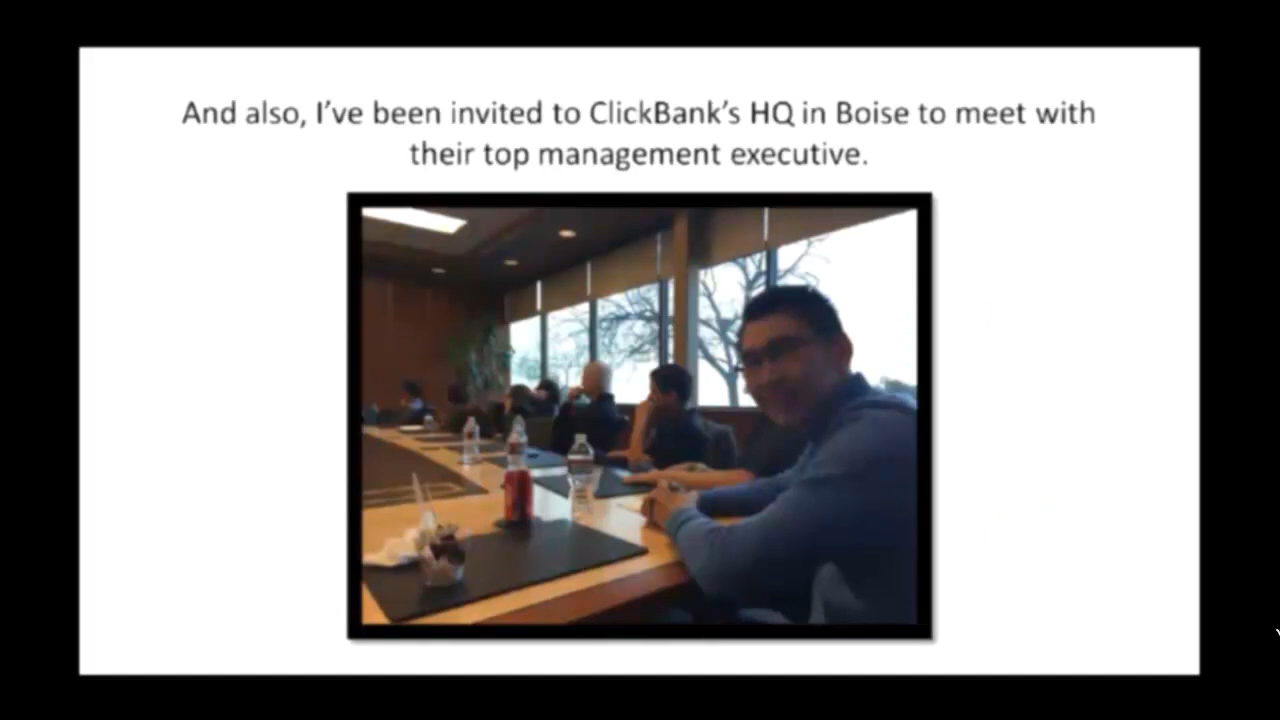 And also, I’ve been invited to ClickBank’s HQ in Boise to meet with
their top management executive.